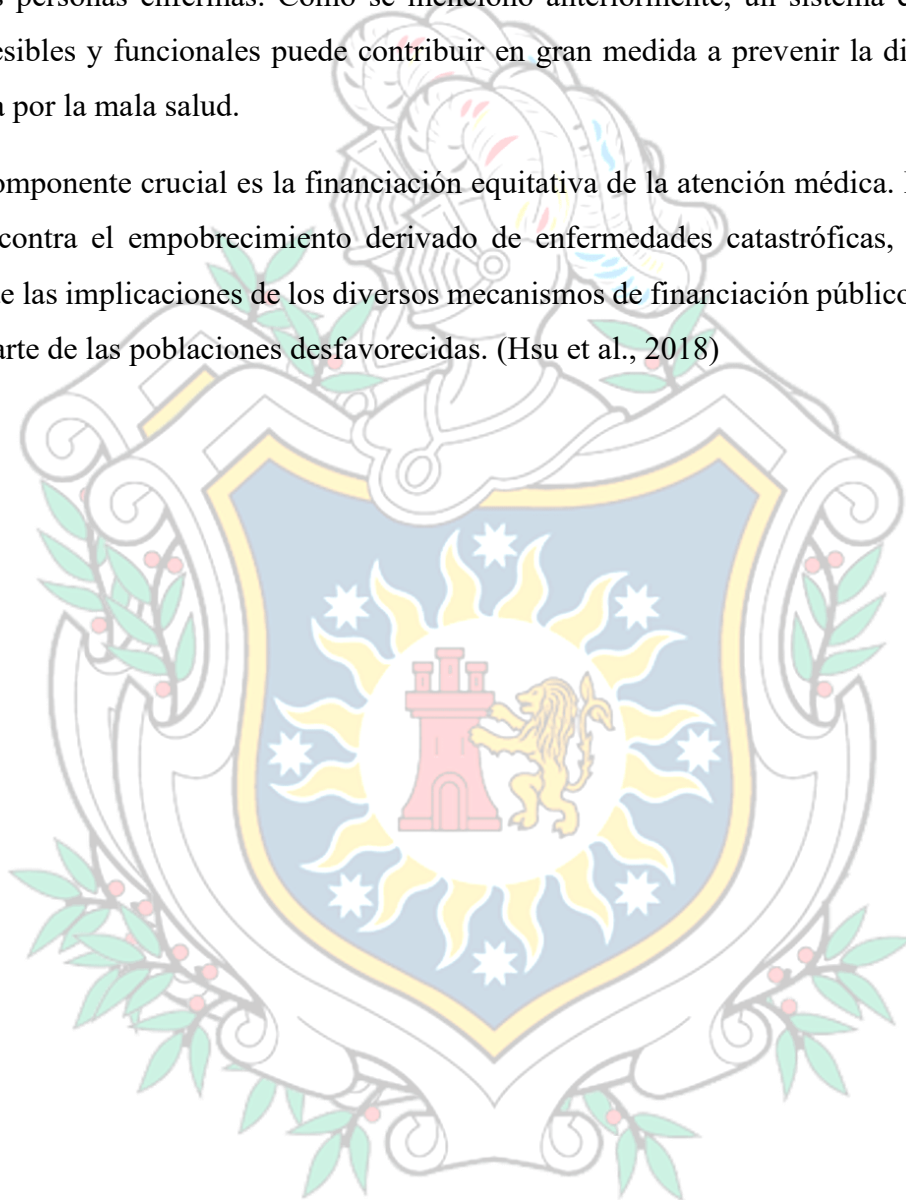 personas enfermas. Como se mencionó anteriormente, un sistema
esibles y funcionales puede contribuir en gran medida a prevenir la di
a por la mala salud.
omponente crucial es la financiación equitativa de la atención médica.
contra el empobrecimiento derivado de enfermedades catastróficas,
e las implicaciones de los diversos mecanismos de financiación público
arte de las poblaciones desfavorecidas. (Hsu et al., 2018)